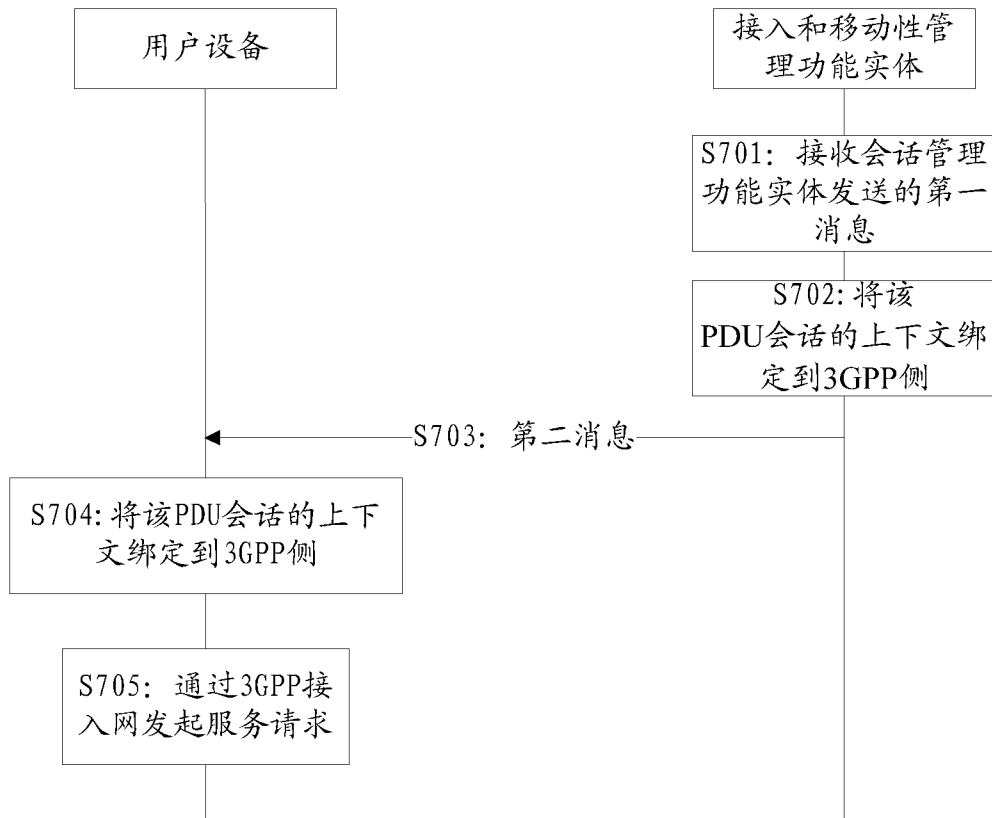 用户设备
接入和移动性管
理功能实体
S701: 接收会话管理
功能实体发送的第一
消息
S702:将该
PDU会话的上下文绑
定到3GPP侧
S703: 第二消息
S704:将该PDU会话的上下
文绑定到3GPP侧
S705: 通过3GPP接
入网发起服务请求